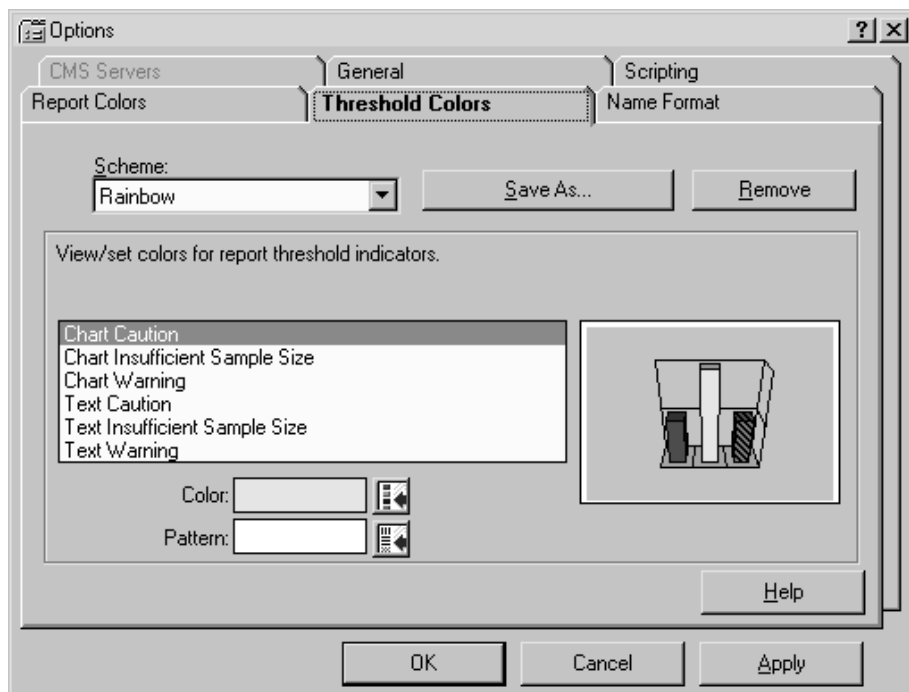 Options
CMS Servers
General
Scripting
Report Colors
Threshold Colors
Name Format
Scheme:
Rainbow
Save As...
Remove
View/set colors for report threshold indicators.
Chart Caution
Chart Insufficient Sample Size
Chart Warning
Text Caution
Text Insufficient Sample Size
Text Warning
Color:
Pattern:
Help
OK
Cancel
Apply